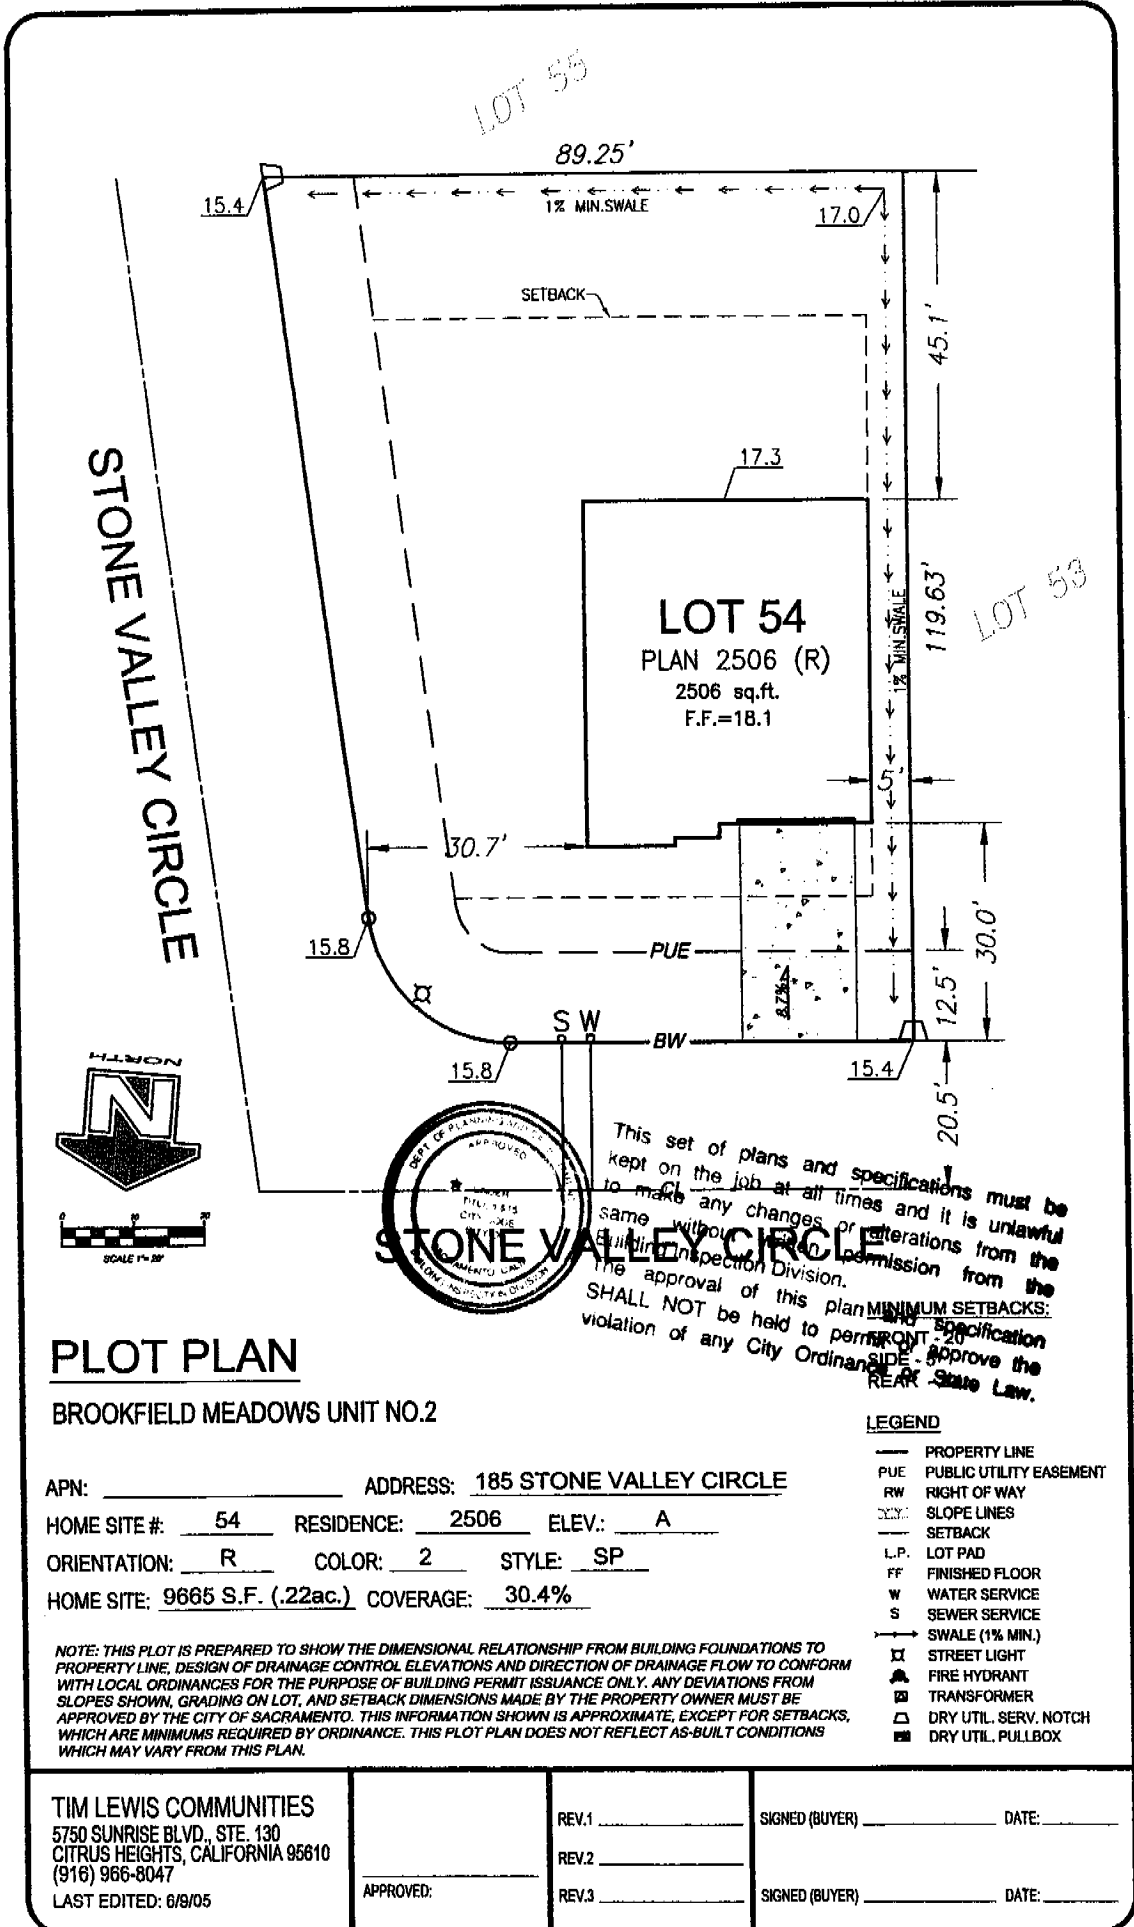 LOT 55
89.25'
15.4
1% MIN.SWALE
17.0
SETBACK
45.1'
17.3
STONE VALLEY CIRCLE
LOT 54
PLAN 2506 (R)
2506 sq.ft.
F.F.=18.1
1% MIN.SWALE
119.63'
LOT 53
5'
30.7'
15.8
PUE
8.7%
30.0'
12.5'
S W
BW
15.8
15.4
20.5'
NORTH
N
0 10 20
SCALE 1"= 20'
DEPT. OF PLANNING AND
APPROVED
UNDER
BUILDING INSPECTION DIVISION
CL
STONE VALLEY CIRCLE
This set of plans and specifications must be
kept on the job at all times and it is unlawful
to make any changes or alterations from the
same without written permission from the
Building Inspection Division.
The approval of this plan and specification
SHALL NOT be held to permit or approve the
violation of any City Ordinance or State Law.
MINIMUM SETBACKS:
FRONT - 20
SIDE - 5'
REAR -
PLOT PLAN
BROOKFIELD MEADOWS UNIT NO.2
APN: ADDRESS: 185 STONE VALLEY CIRCLE
HOME SITE #: 54 RESIDENCE: 2506 ELEV.: A
ORIENTATION: R COLOR: 2 STYLE: SP
HOME SITE: 9665 S.F. (.22ac.) COVERAGE: 30.4%
LEGEND
PROPERTY LINE
PUE PUBLIC UTILITY EASEMENT
RW RIGHT OF WAY
SLOPE LINES
SETBACK
L.P. LOT PAD
FF FINISHED FLOOR
W WATER SERVICE
S SEWER SERVICE
SWALE (1% MIN.)
STREET LIGHT
FIRE HYDRANT
TRANSFORMER
DRY UTIL. SERV. NOTCH
DRY UTIL. PULLBOX
NOTE: THIS PLOT IS PREPARED TO SHOW THE DIMENSIONAL RELATIONSHIP FROM BUILDING FOUNDATIONS TO
PROPERTY LINE, DESIGN OF DRAINAGE CONTROL ELEVATIONS AND DIRECTION OF DRAINAGE FLOW TO CONFORM
WITH LOCAL ORDINANCES FOR THE PURPOSE OF BUILDING PERMIT ISSUANCE ONLY. ANY DEVIATIONS FROM
SLOPES SHOWN, GRADING ON LOT, AND SETBACK DIMENSIONS MADE BY THE PROPERTY OWNER MUST BE
APPROVED BY THE CITY OF SACRAMENTO. THIS INFORMATION SHOWN IS APPROXIMATE, EXCEPT FOR SETBACKS,
WHICH ARE MINIMUMS REQUIRED BY ORDINANCE. THIS PLOT PLAN DOES NOT REFLECT AS-BUILT CONDITIONS
WHICH MAY VARY FROM THIS PLAN.
TIM LEWIS COMMUNITIES
5750 SUNRISE BLVD., STE. 130
CITRUS HEIGHTS, CALIFORNIA 95610
(916) 966-8047
LAST EDITED: 6/9/05
APPROVED:
REV.1
REV.2
REV.3
SIGNED (BUYER) DATE:
SIGNED (BUYER) DATE: